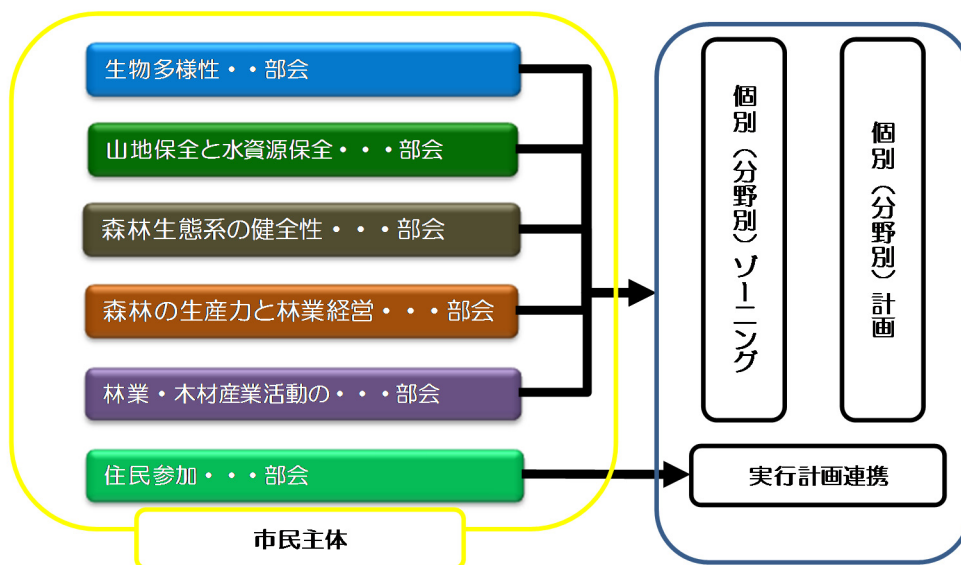 生物多様性・・部会
山地保全と水資源保全・・・部会
森林生態系の健全性・・・部会
森林の生産力と林業経営・・・部会
林業・木材産業活動の・・・部会
住民参加・・・部会
市民主体
個別（分野別）ゾーニング
個別（分野別）計画
実行計画連携